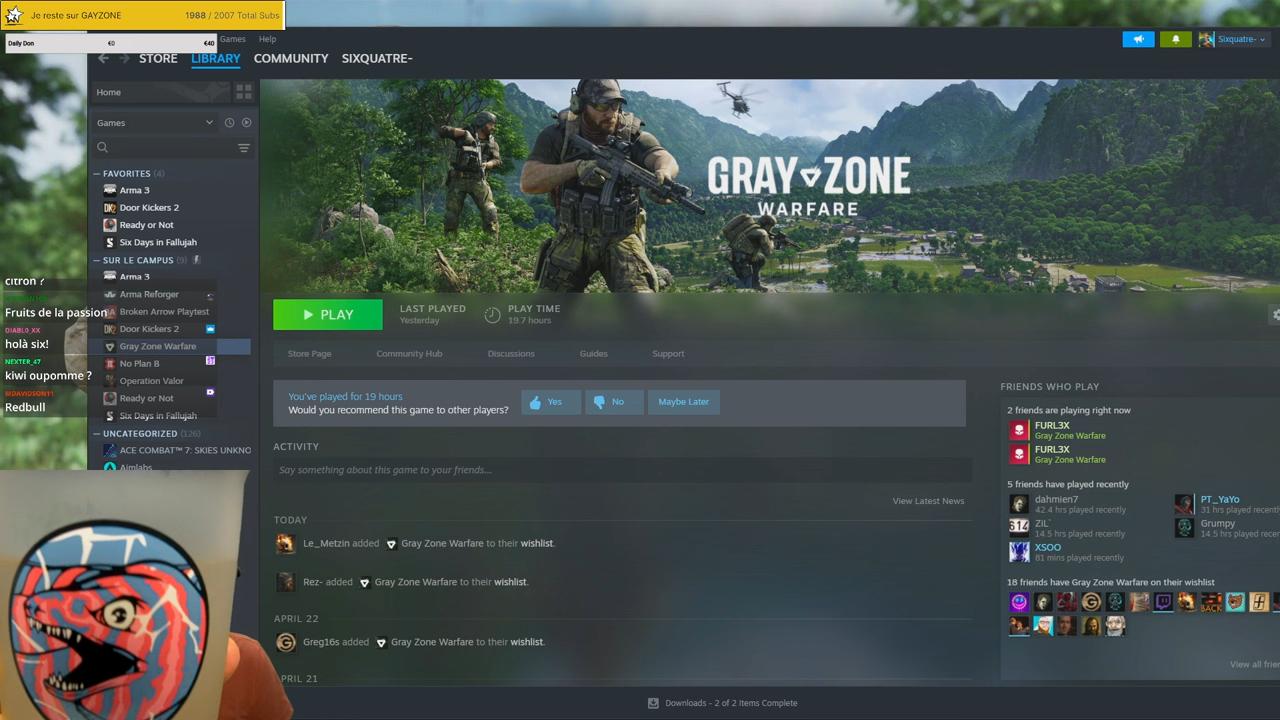 Je reste sur GAYZONE
1988 / 2007 Total Subs
Daily Don €0 €40
Games Help
Sixquatre-
STORE LIBRARY COMMUNITY SIXQUATRE-
Home
Games
FAVORITES (4)
Arma 3
Door Kickers 2
Ready or Not
Six Days in Fallujah
SUR LE CAMPUS (9)
Arma 3
Arma Reforger
Broken Arrow Playtest
Door Kickers 2
Gray Zone Warfare
No Plan B
Operation Valor
Ready or Not
Six Days in Fallujah
UNCATEGORIZED (126)
ACE COMBAT™ 7: SKIES UNKNO
Aimlabs
citron ?
Fruits de la passion
DIABL0_XX
holà six!
NEXTER_47
kiwi oupomme ?
MDAVIDSON11
Redbull
GRAY ZONE
WARFARE
PLAY
LAST PLAYED
Yesterday
PLAY TIME
19.7 hours
Store Page
Community Hub
Discussions
Guides
Support
You've played for 19 hours
Would you recommend this game to other players?
Yes
No
Maybe Later
ACTIVITY
Say something about this game to your friends...
View Latest News
TODAY
Le_Metzin added Gray Zone Warfare to their wishlist.
Rez- added Gray Zone Warfare to their wishlist.
APRIL 22
Greg16s added Gray Zone Warfare to their wishlist.
APRIL 21
FRIENDS WHO PLAY
2 friends are playing right now
FURL3X
Gray Zone Warfare
FURL3X
Gray Zone Warfare
5 friends have played recently
dahmien7
42.4 hrs played recently
PT_YaYo
31 hrs played recently
614
ZiL`
14.5 hrs played recently
Grumpy
14.5 hrs played recently
XSOO
81 mins played recently
18 friends have Gray Zone Warfare on their wishlist
BACK
View all frien
Downloads - 2 of 2 Items Complete